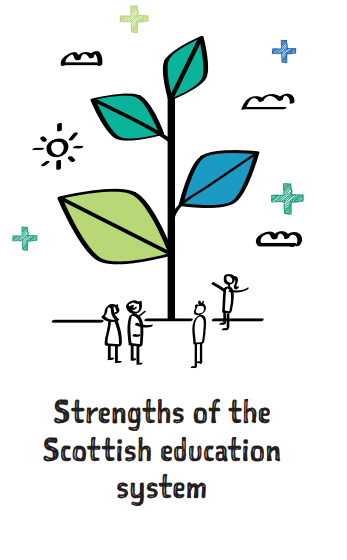 Strengths of the
Scottish education
system